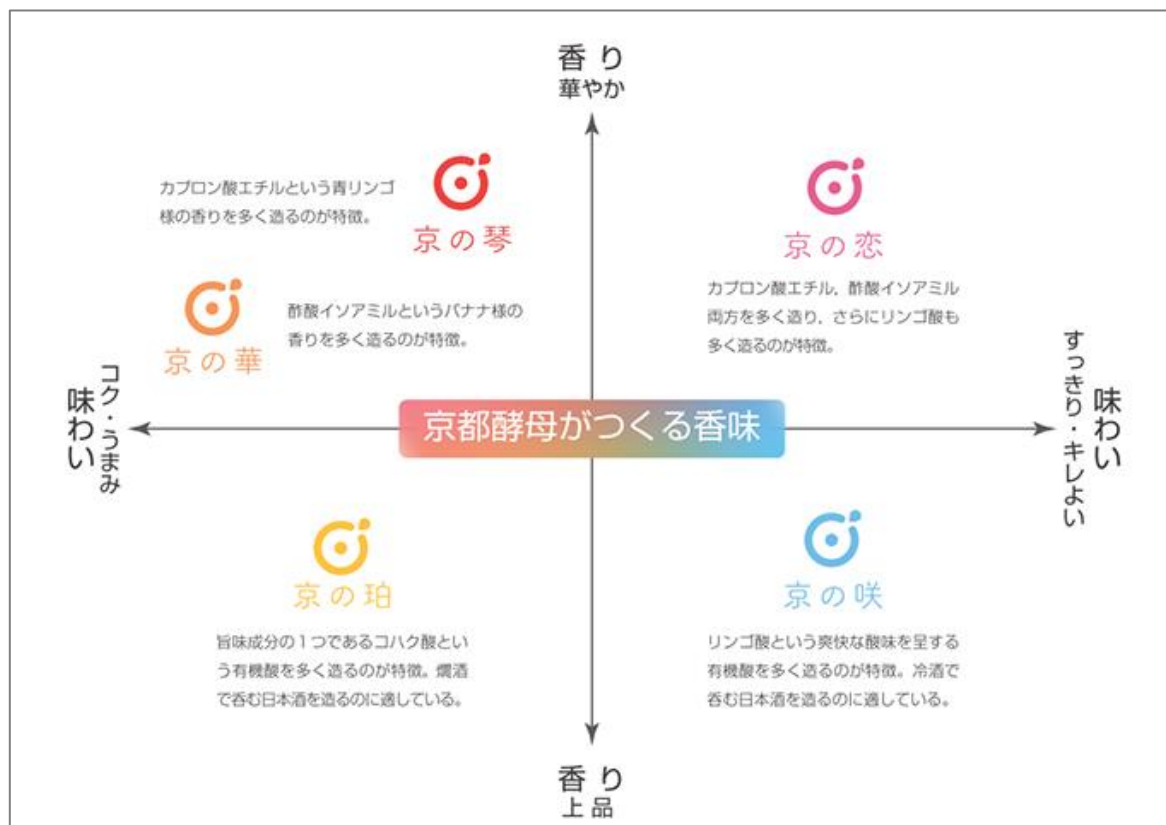 香り
華やか
カプロン酸エチルという青リンゴ
様の香りを多く造るのが特徴。
京の琴
京の恋
カプロン酸エチル，酢酸イソアミル
両方を多く造り，さらにリンゴ酸も
多く造るのが特徴。
酢酸イソアミルというバナナ様の
香りを多く造るのが特徴。
京の華
味わい
コク・うまみ
京都酵母がつくる香味
味わい
すっきり・キレよい
京の珀
旨味成分の１つであるコハク酸とい
う有機酸を多く造るのが特徴。燗酒
で呑む日本酒を造るのに適している。
京の咲
リンゴ酸という爽快な酸味を呈する
有機酸を多く造るのが特徴。冷酒で
呑む日本酒を造るのに適している。
香り
上品